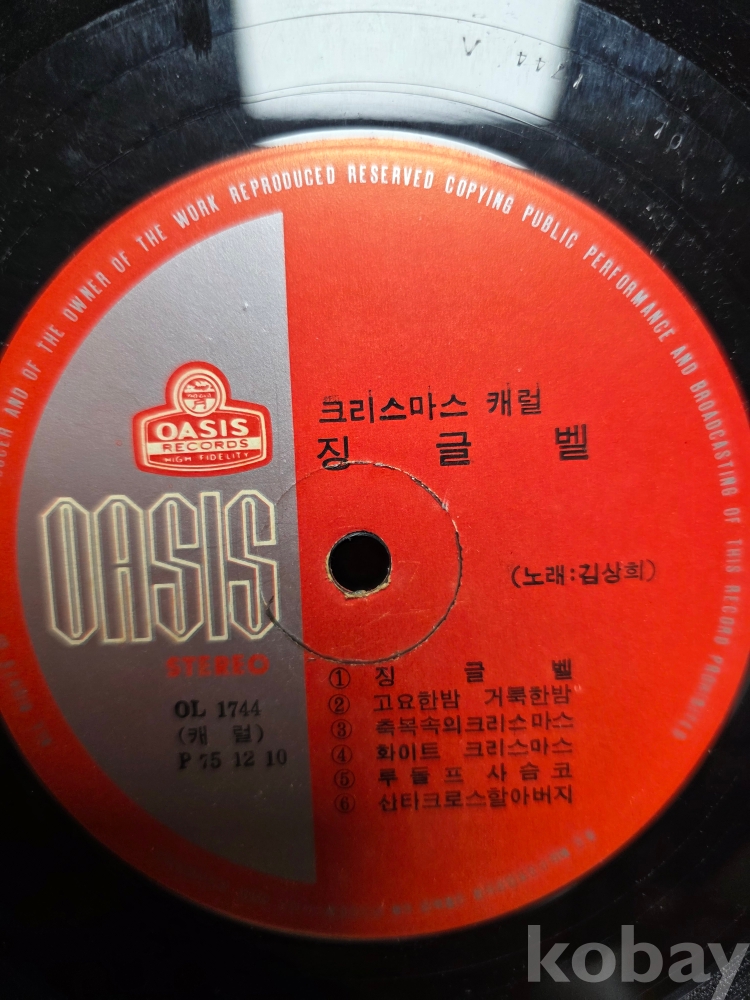 OL 1744 A
AND OF THE OWNER OF THE WORK REPRODUCED RESERVED COPYING PUBLIC PERFORMANCE AND BROADCASTING OF THIS RECORD PROHIBITED
OASIS
RECORDS
HIGH FIDELITY
OASIS
STEREO
OL 1744
(캐 럴)
P 75 12 10
크리스마스 캐럴
징 글 벨
(노래:김상희)
① 징 글 벨
② 고요한밤 거룩한밤
③ 축복속의크리스마스
④ 화이트 크리스마스
⑤ 루돌프 사슴코
⑥ 산타크로스할아버지
kobay